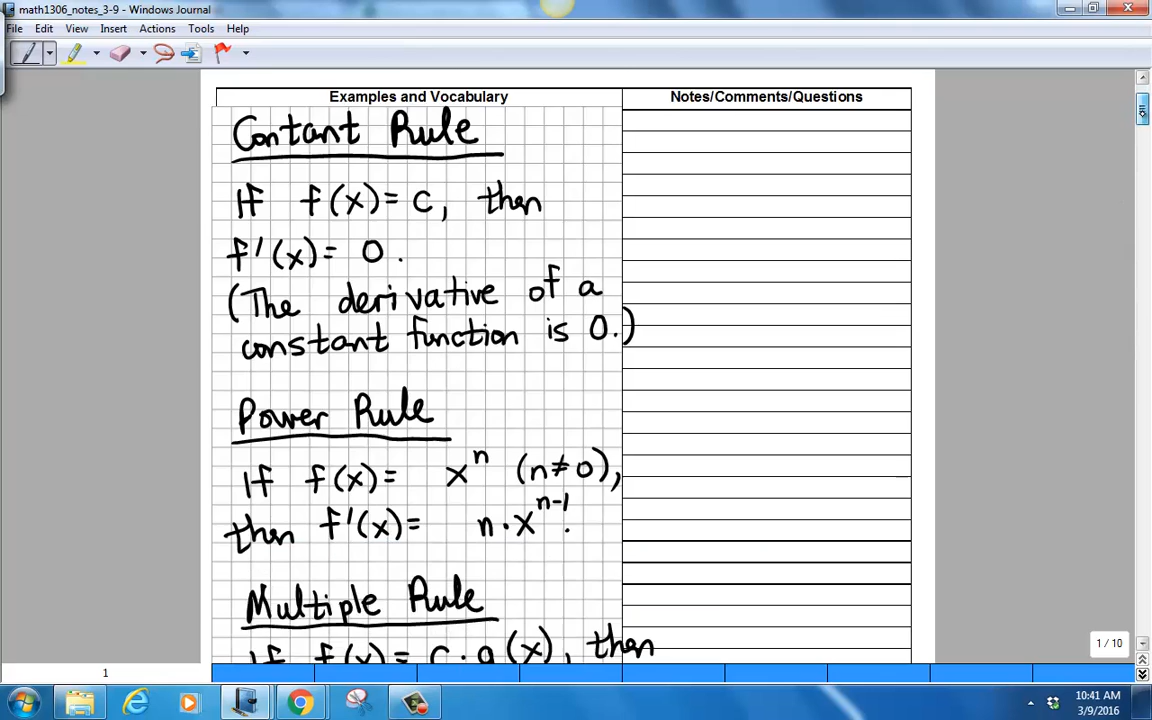 math1306_notes_3-9 - Windows Journal
File Edit View Insert Actions Tools Help
Examples and Vocabulary
Notes/Comments/Questions
Contant Rule
If f(x) = c, then
f'(x) = 0.
(The derivative of a
constant function is 0.)
Power Rule
If f(x) = x^n (n≠0),
then f'(x) = n·x^n-1.
Multiple Rule
If f(x) = c·g(x), then
1 / 10
1
10:41 AM
3/9/2016